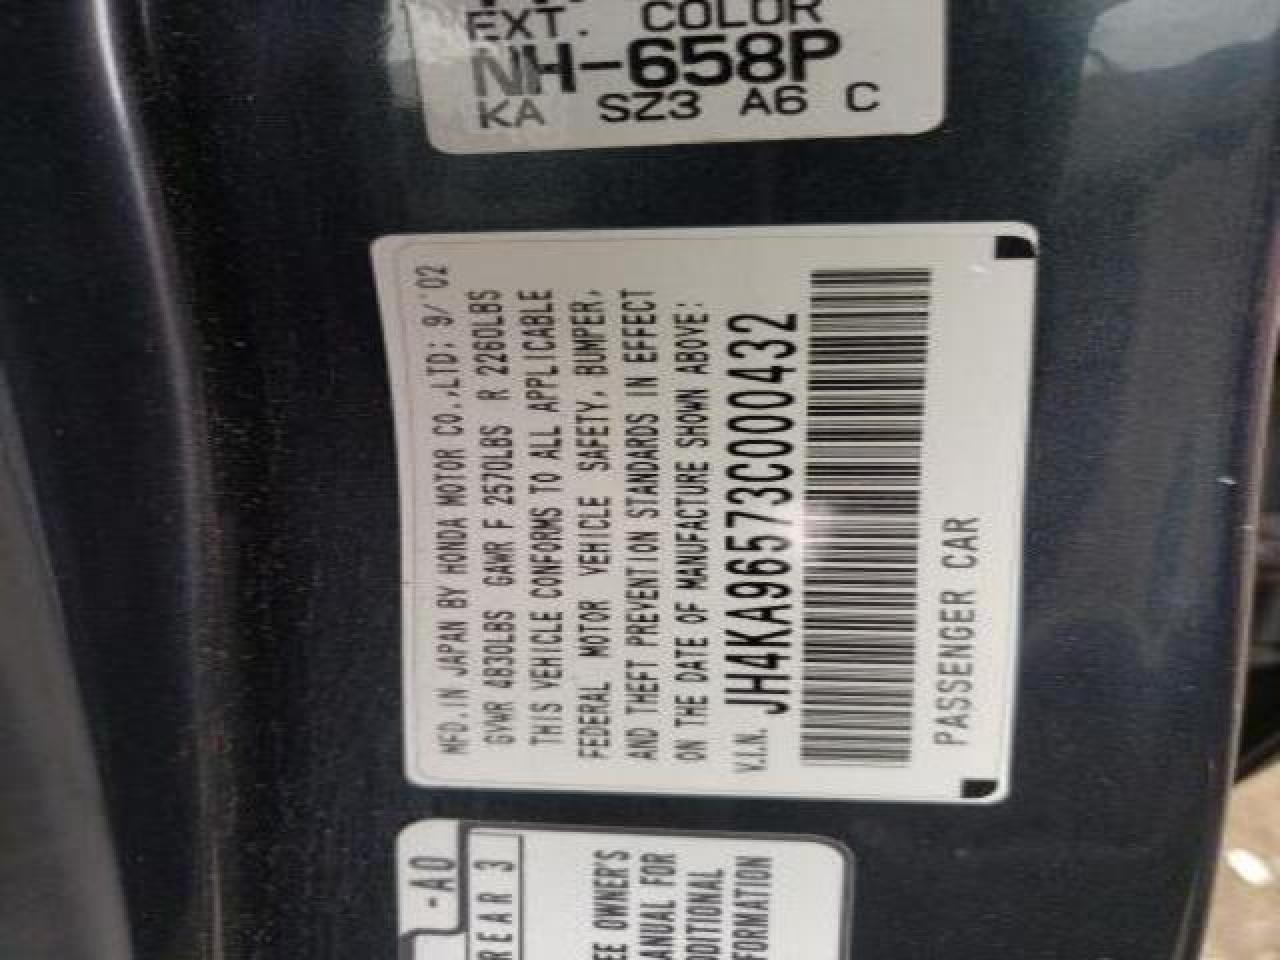 EXT. COLOR
NH-658P
KA SZ3 A6 C
MFD. IN JAPAN BY HONDA MOTOR CO.,LTD; 9/'02
GVWR 4830LBS GAWR F 2570LBS R 2260LBS
THIS VEHICLE CONFORMS TO ALL APPLICABLE
FEDERAL MOTOR VEHICLE SAFETY, BUMPER,
AND THEFT PREVENTION STANDARDS IN EFFECT
ON THE DATE OF MANUFACTURE SHOWN ABOVE:
V.I.N. JH4KA96573C000432
PASSENGER CAR
-A0
REAR 3
EE OWNER'S
ANUAL FOR
DDITIONAL
FORMATION